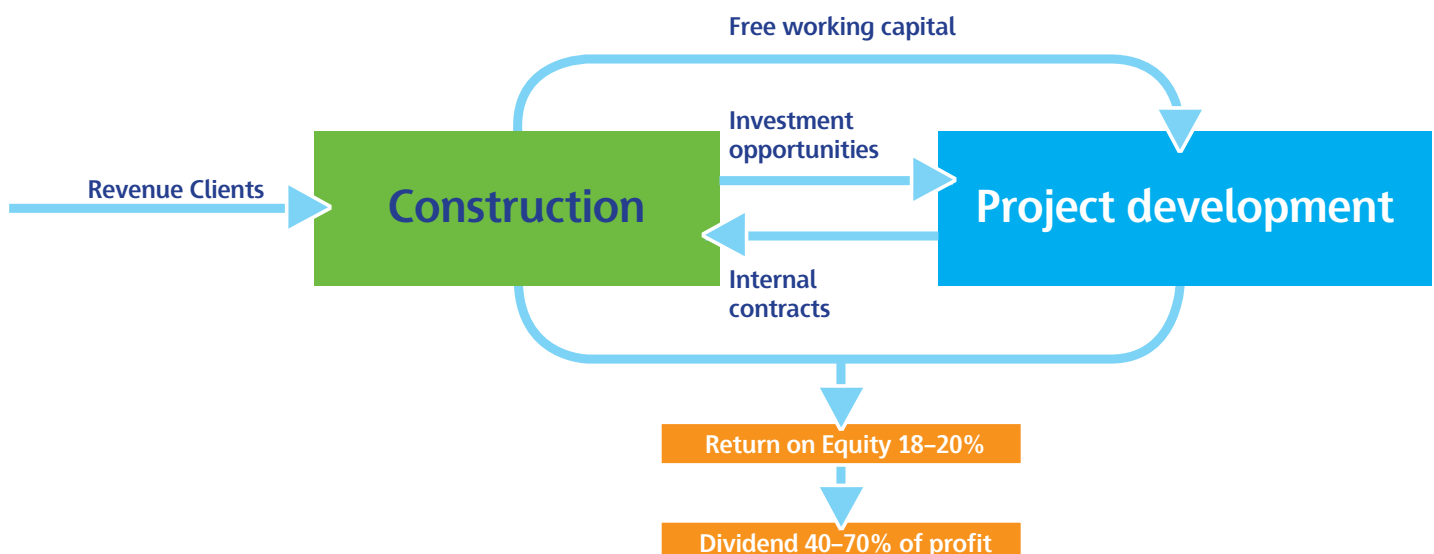 Free working capital
Investment
opportunities
Revenue Clients
Construction
Project development
Internal
contracts
Return on Equity 18–20%
Dividend 40–70% of profit